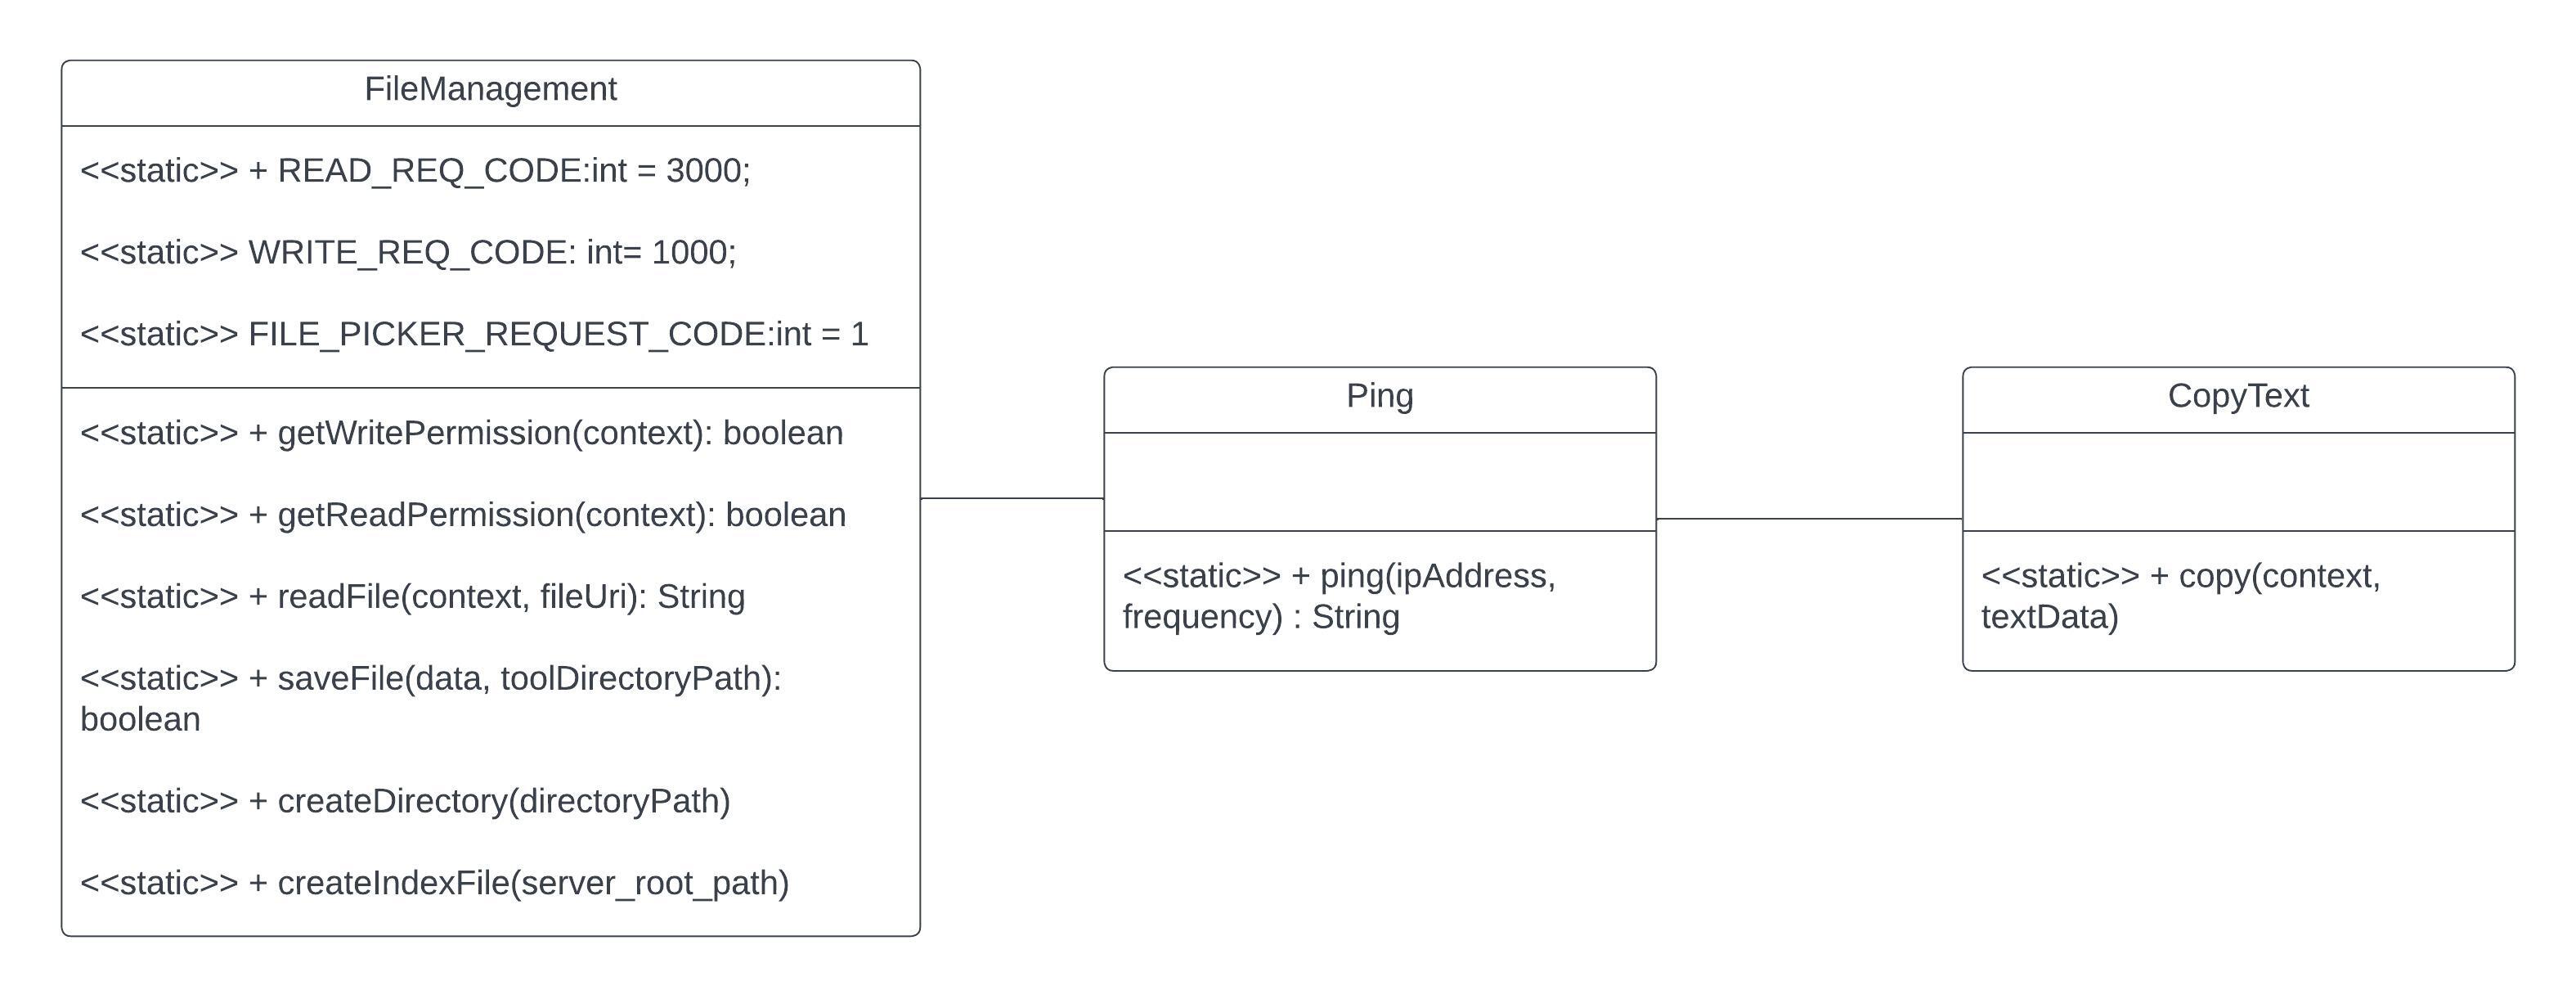 FileManagement
<<static>> + READ_REQ_CODE:int = 3000;
<<static>> WRITE_REQ_CODE: int= 1000;
<<static>> FILE_PICKER_REQUEST_CODE:int = 1
<<static>> + getWritePermission(context): boolean
<<static>> + getReadPermission(context): boolean
<<static>> + readFile(context, fileUri): String
<<static>> + saveFile(data, toolDirectoryPath):
boolean
<<static>> + createDirectory(directoryPath)
<<static>> + createIndexFile(server_root_path)
Ping
<<static>> + ping(ipAddress,
frequency) : String
CopyText
<<static>> + copy(context,
textData)